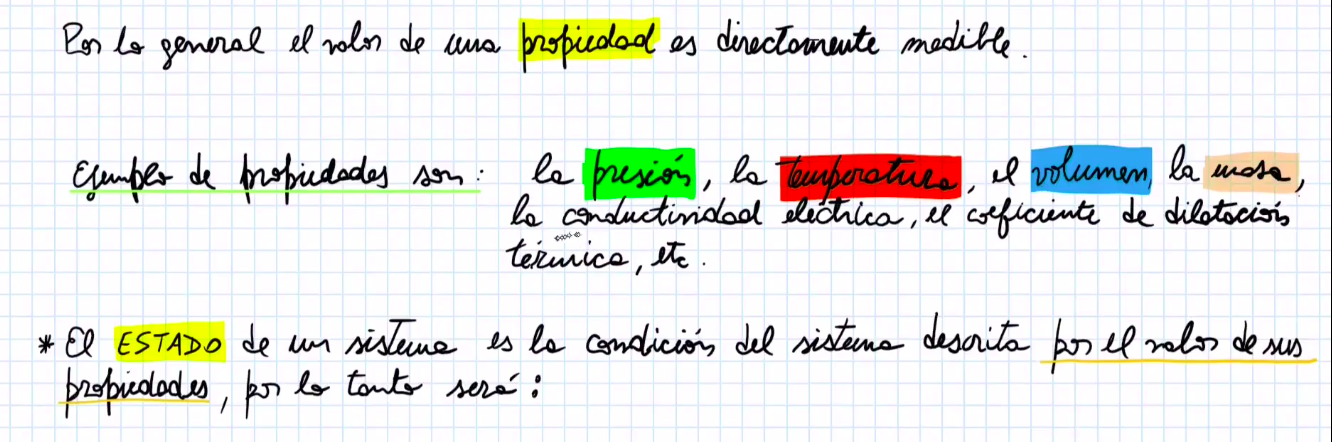 Por lo general el valor de una propiedad es directamente medible.
Ejemplo de propiedades son: la presión, la temperatura, el volumen, la masa,
la conductividad eléctrica, el coeficiente de dilatación
térmica, etc.
* El ESTADO de un sistema es la condición del sistema descrita por el valor de sus
propiedades, por lo tanto será: